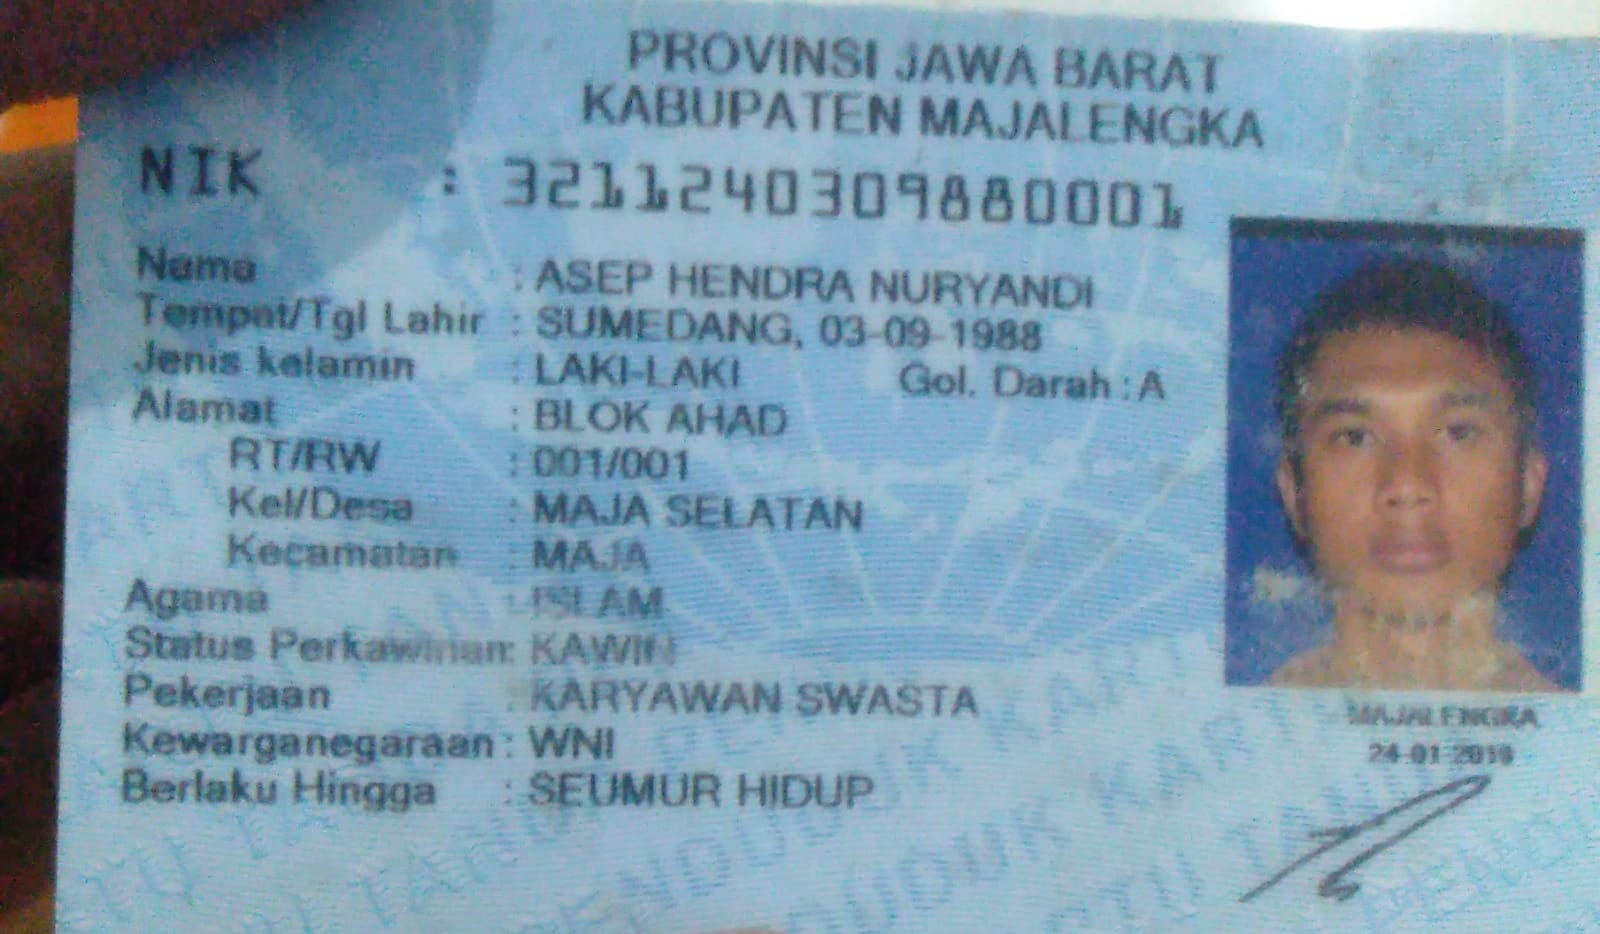 PROVINSI JAWA BARAT
KABUPATEN MAJALENGKA
NIK : 3211240309880001
Nama : ASEP HENDRA NURYANDI
Tempat/Tgl Lahir : SUMEDANG, 03-09-1988
Jenis kelamin : LAKI-LAKI Gol. Darah : A
Alamat : BLOK AHAD
RT/RW : 001/001
Kel/Desa : MAJA SELATAN
Kecamatan : MAJA
Agama : ISLAM
Status Perkawinan: KAWIN
Pekerjaan : KARYAWAN SWASTA
Kewarganegaraan : WNI
Berlaku Hingga : SEUMUR HIDUP
MAJALENGKA
24-01-2019